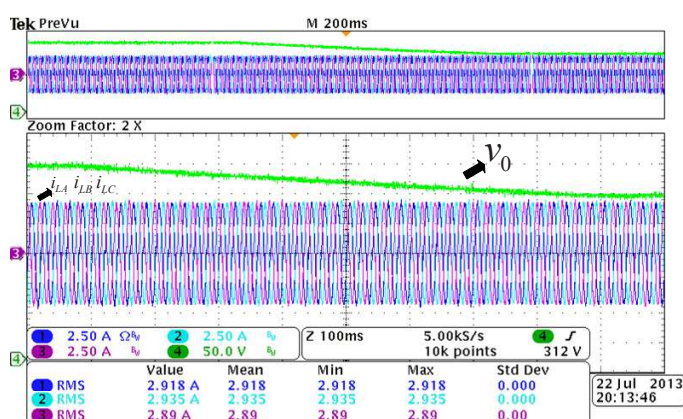 Tek PreVu M 200ms
3
4
Zoom Factor: 2 X
v0
iLA iLB iLC
3
4
1 2.50 A ΩBW 2 2.50 A BW
3 2.50 A BW 4 50.0 V BW
Z 100ms 5.00kS/s 4
10k points 312 V
Value Mean Min Max Std Dev
1 RMS 2.918 A 2.918 2.918 2.918 0.000
2 RMS 2.935 A 2.935 2.935 2.935 0.000
3 RMS 2.89 A 2.89 2.89 2.89 0.00
22 Jul 2013
20:13:46